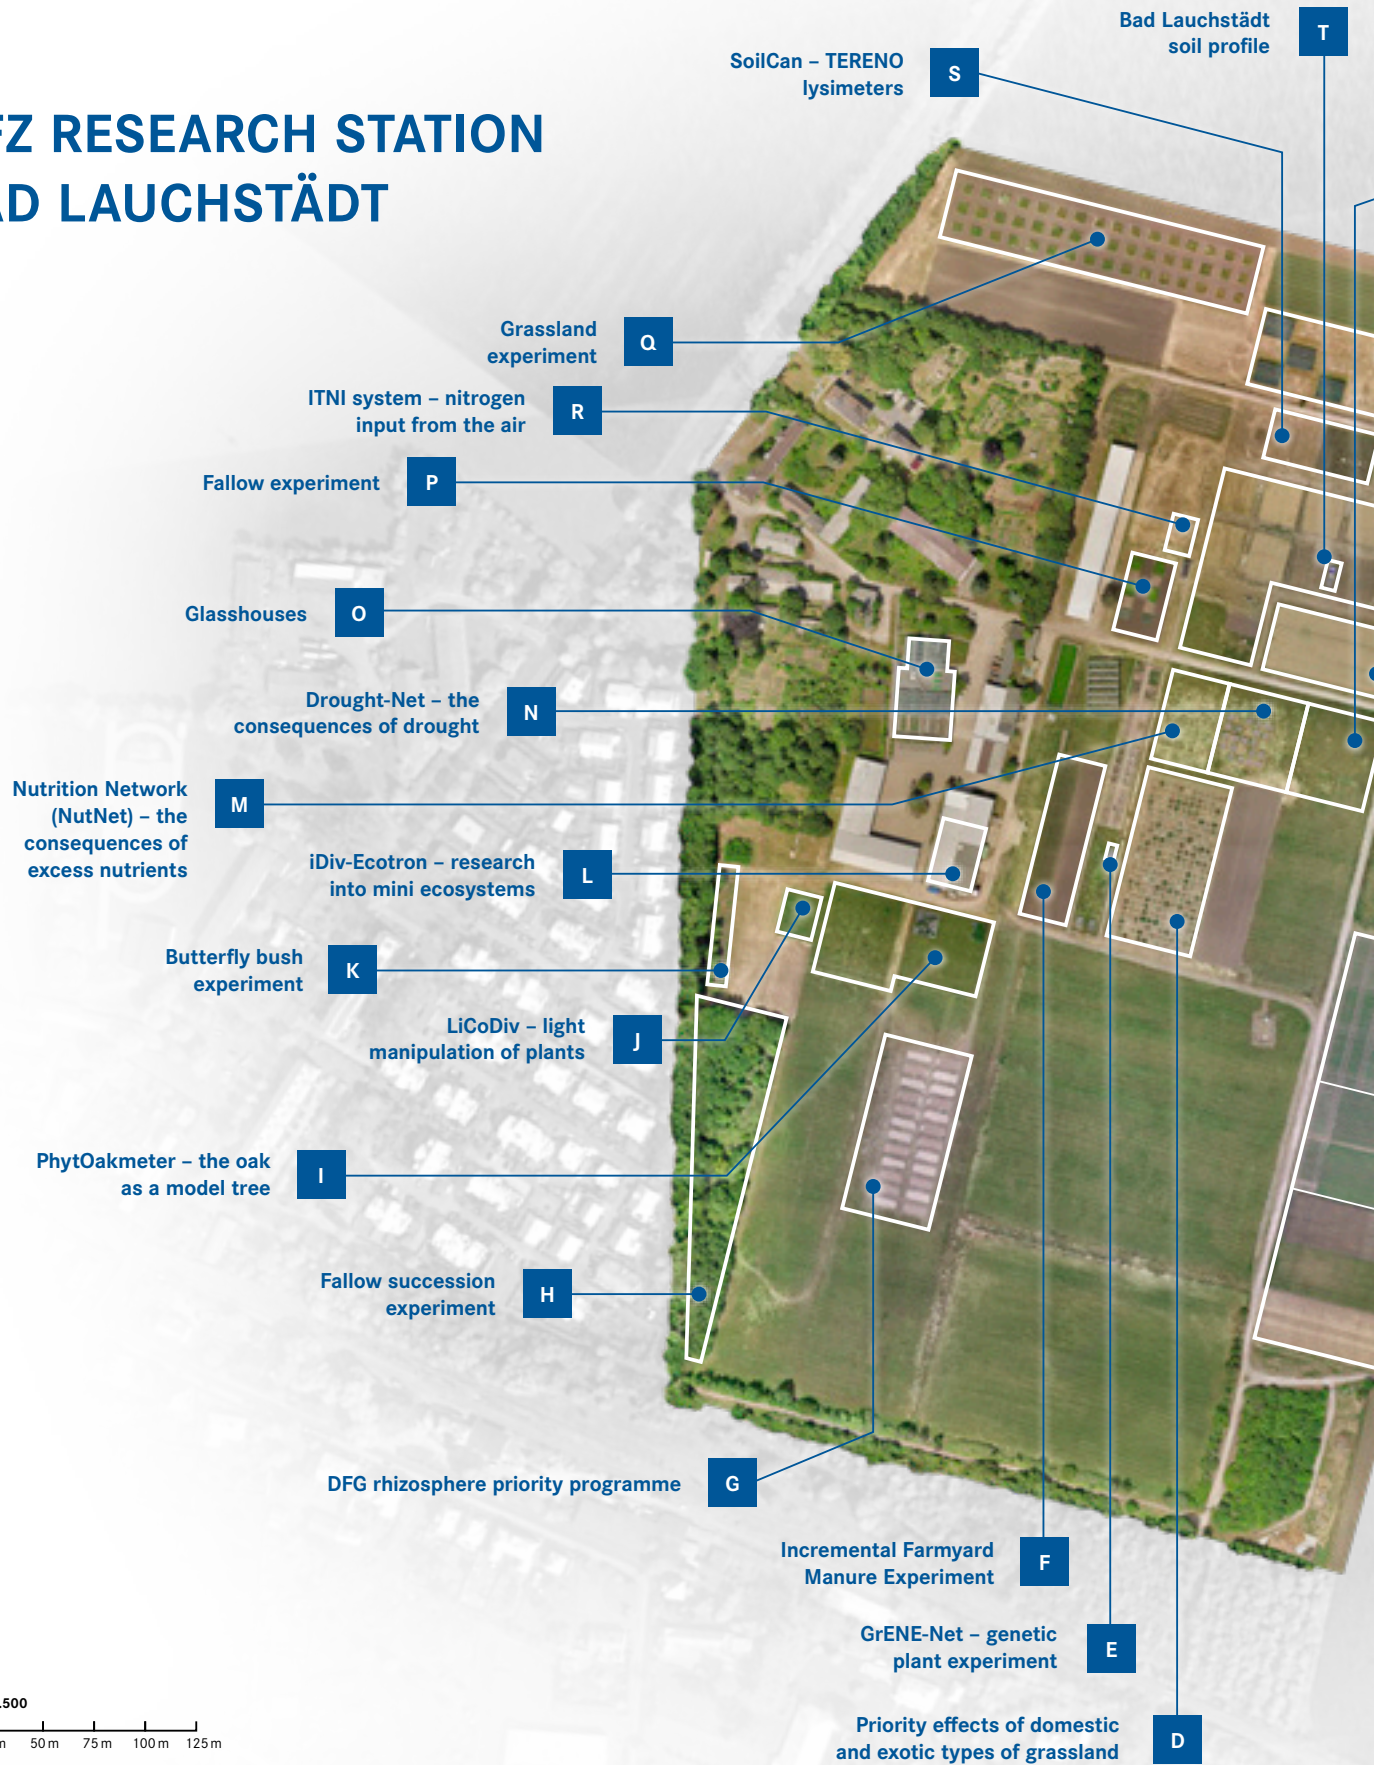 FZ RESEARCH STATION
AD LAUCHSTÄDT
Bad Lauchstädt
soil profile
T
SoilCan – TERENO
lysimeters
S
Grassland
experiment
Q
ITNI system – nitrogen
input from the air
R
Fallow experiment
P
Glasshouses
O
Drought-Net – the
consequences of drought
N
Nutrition Network
(NutNet) – the
consequences of
excess nutrients
M
iDiv-Ecotron – research
into mini ecosystems
L
Butterfly bush
experiment
K
LiCoDiv – light
manipulation of plants
J
PhytOakmeter – the oak
as a model tree
I
Fallow succession
experiment
H
DFG rhizosphere priority programme
G
Incremental Farmyard
Manure Experiment
F
GrENE-Net – genetic
plant experiment
E
Priority effects of domestic
and exotic types of grassland
D
.500
m 50 m 75 m 100 m 125 m